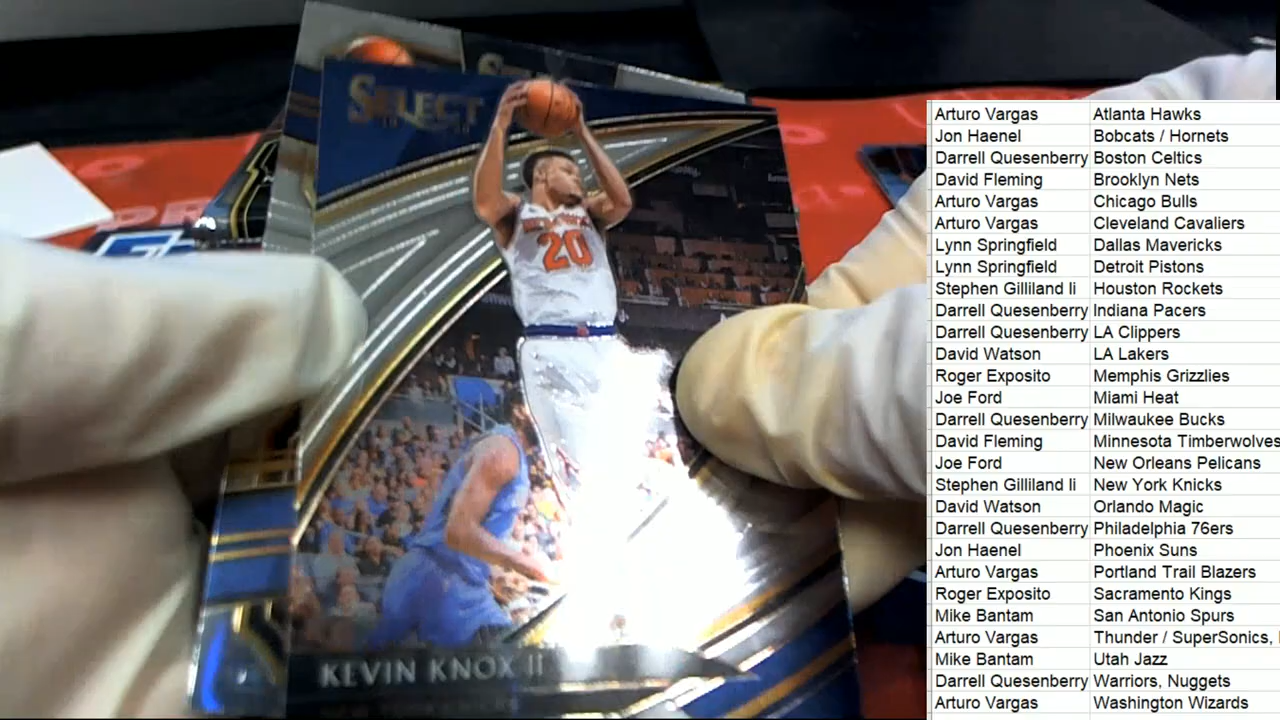 SELECT
NEW YORK
20
KEVIN KNOX II
Arturo Vargas Atlanta Hawks
Jon Haenel Bobcats / Hornets
Darrell Quesenberry Boston Celtics
David Fleming Brooklyn Nets
Arturo Vargas Chicago Bulls
Arturo Vargas Cleveland Cavaliers
Lynn Springfield Dallas Mavericks
Lynn Springfield Detroit Pistons
Stephen Gilliland Ii Houston Rockets
Darrell Quesenberry Indiana Pacers
Darrell Quesenberry LA Clippers
David Watson LA Lakers
Roger Exposito Memphis Grizzlies
Joe Ford Miami Heat
Darrell Quesenberry Milwaukee Bucks
David Fleming Minnesota Timberwolves
Joe Ford New Orleans Pelicans
Stephen Gilliland Ii New York Knicks
David Watson Orlando Magic
Darrell Quesenberry Philadelphia 76ers
Jon Haenel Phoenix Suns
Arturo Vargas Portland Trail Blazers
Roger Exposito Sacramento Kings
Mike Bantam San Antonio Spurs
Arturo Vargas Thunder / SuperSonics,
Mike Bantam Utah Jazz
Darrell Quesenberry Warriors, Nuggets
Arturo Vargas Washington Wizards